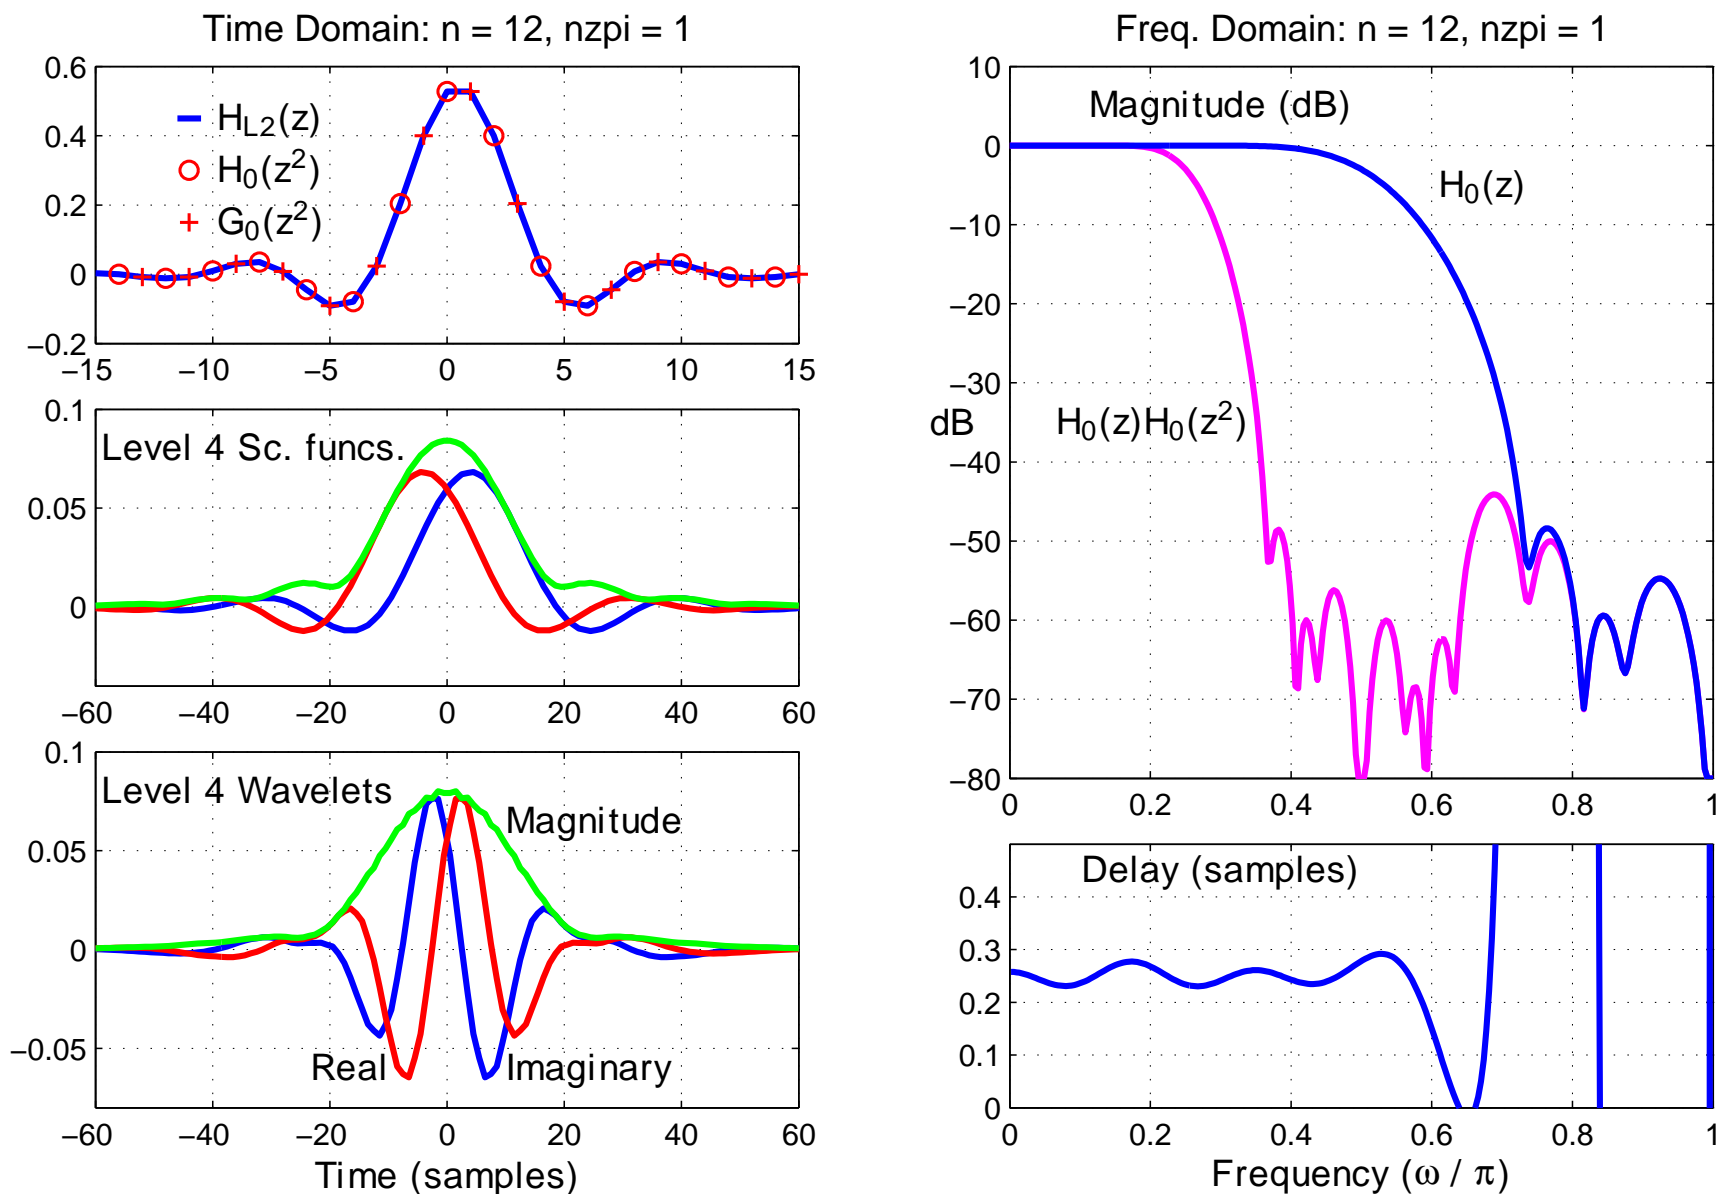 Time Domain: n = 12, nzpi = 1
0.6
0.4
0.2
0
−0.2
H_L2(z)
H_0(z^2)
G_0(z^2)
−15 −10 −5 0 5 10 15
0.1
0.05
0
Level 4 Sc. funcs.
−60 −40 −20 0 20 40 60
0.1
0.05
0
−0.05
Level 4 Wavelets
Magnitude
Real
Imaginary
−60 −40 −20 0 20 40 60
Time (samples)
Freq. Domain: n = 12, nzpi = 1
10
0
−10
−20
−30
−40
−50
−60
−70
−80
dB
Magnitude (dB)
H_0(z)
H_0(z)H_0(z^2)
0 0.2 0.4 0.6 0.8 1
Delay (samples)
0.4
0.3
0.2
0.1
0
0 0.2 0.4 0.6 0.8 1
Frequency (ω / π)